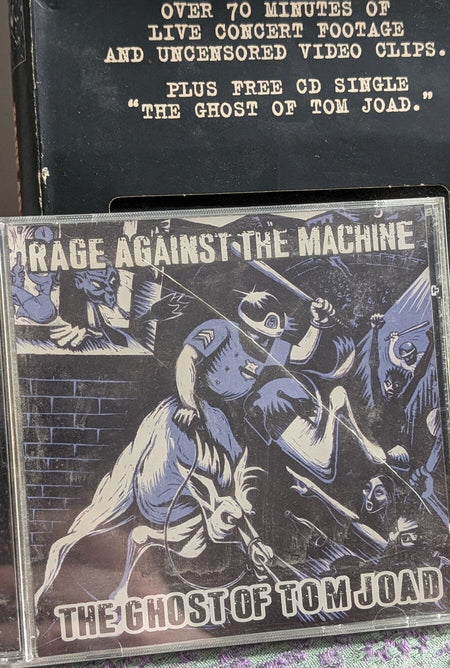 OVER 70 MINUTES OF
LIVE CONCERT FOOTAGE
AND UNCENSORED VIDEO CLIPS.
PLUS FREE CD SINGLE
“THE GHOST OF TOM JOAD.”
RAGE AGAINST THE MACHINE
THE GHOST OF TOM JOAD